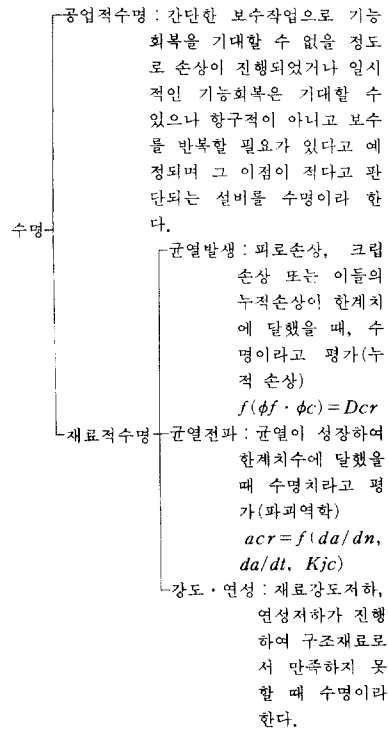 공업적수명 : 간단한 보수작업으로 기능
회복을 기대할 수 없을 정도
로 손상이 진행되었거나 일시
적인 기능회복은 기대할 수
있으나 항구적이 아니고 보수
를 반복할 필요가 있다고 예
정되며 그 이점이 적다고 판
단되는 설비를 수명이라 한
다.
수명
균열발생 : 피로손상, 크립
손상 또는 이들의
누적손상이 한계치
에 달했을 때, 수
명이라고 평가(누
적 손상)
f(ϕf · ϕc) = Dcr
재료적수명
균열전파 : 균열이 성장하여
한계치수에 달했을
때 수명치라고 평
가(파괴역학)
acr = f(da/dn,
da/dt, Kjc)
강도 · 연성 : 재료강도저하,
연성저하가 진행
하여 구조재료로
서 만족하지 못
할 때 수명이라
한다.